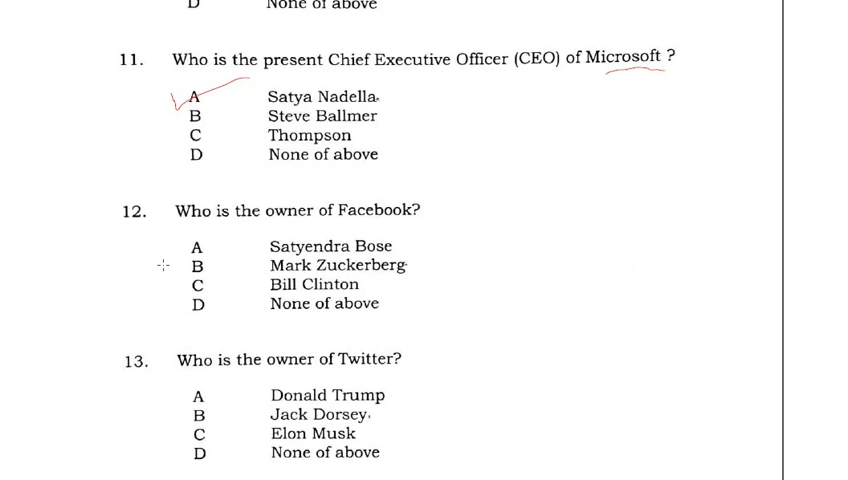 D None of above
11. Who is the present Chief Executive Officer (CEO) of Microsoft ?
A Satya Nadella
B Steve Ballmer
C Thompson
D None of above
12. Who is the owner of Facebook?
A Satyendra Bose
B Mark Zuckerberg
C Bill Clinton
D None of above
13. Who is the owner of Twitter?
A Donald Trump
B Jack Dorsey
C Elon Musk
D None of above